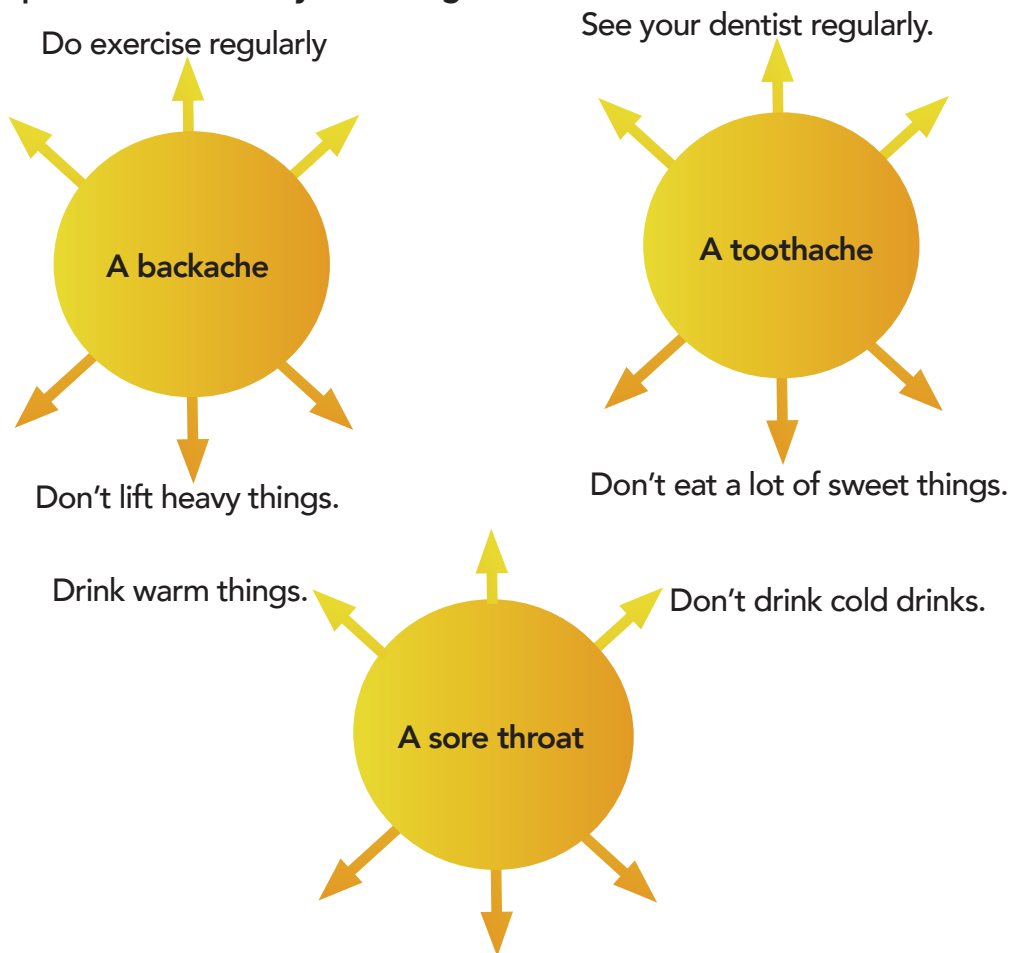 Do exercise regularly
See your dentist regularly.
A backache
A toothache
Don't lift heavy things.
Don't eat a lot of sweet things.
Drink warm things.
Don't drink cold drinks.
A sore throat